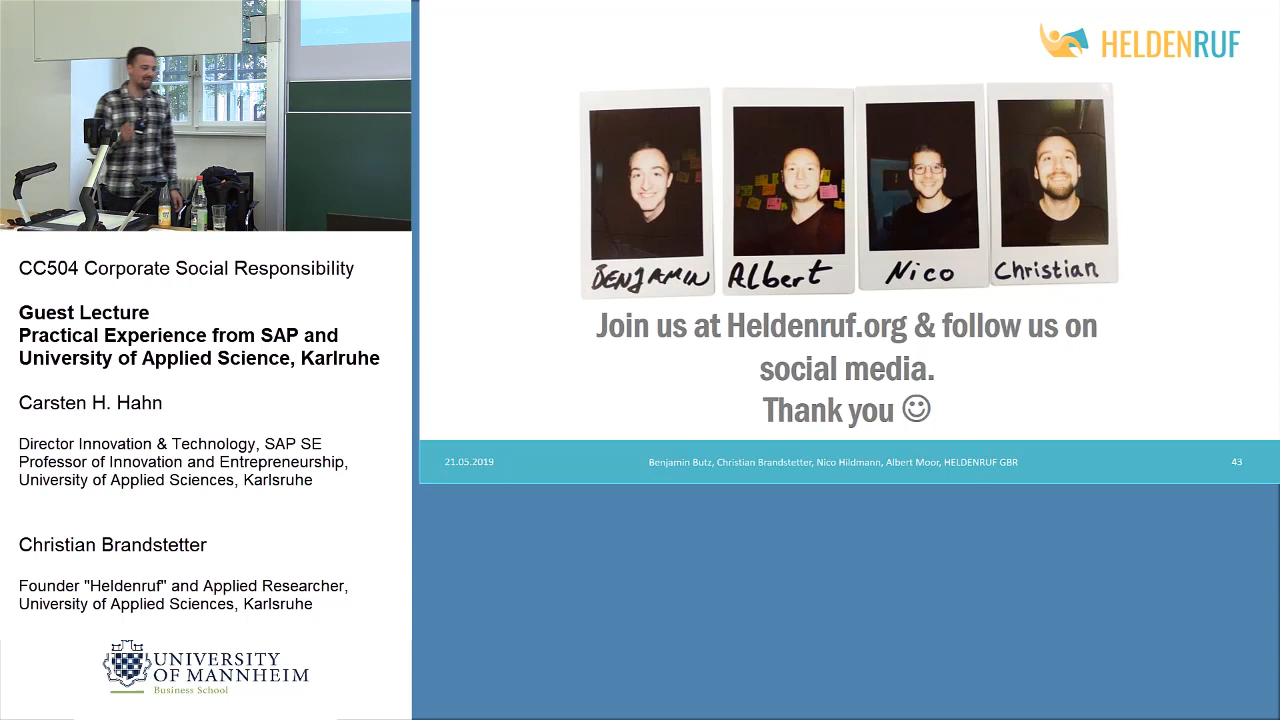 CC504 Corporate Social Responsibility
Guest Lecture
Practical Experience from SAP and
University of Applied Science, Karlruhe
Carsten H. Hahn
Director Innovation & Technology, SAP SE
Professor of Innovation and Entrepreneurship,
University of Applied Sciences, Karlsruhe
Christian Brandstetter
Founder "Heldenruf" and Applied Researcher,
University of Applied Sciences, Karlsruhe
UNIVERSITY
OF MANNHEIM
Business School
HELDENRUF
BENJAMIN Albert Nico Christian
Join us at Heldenruf.org & follow us on
social media.
Thank you ☺
21.05.2019 Benjamin Butz, Christian Brandstetter, Nico Hildmann, Albert Moor, HELDENRUF GBR 43